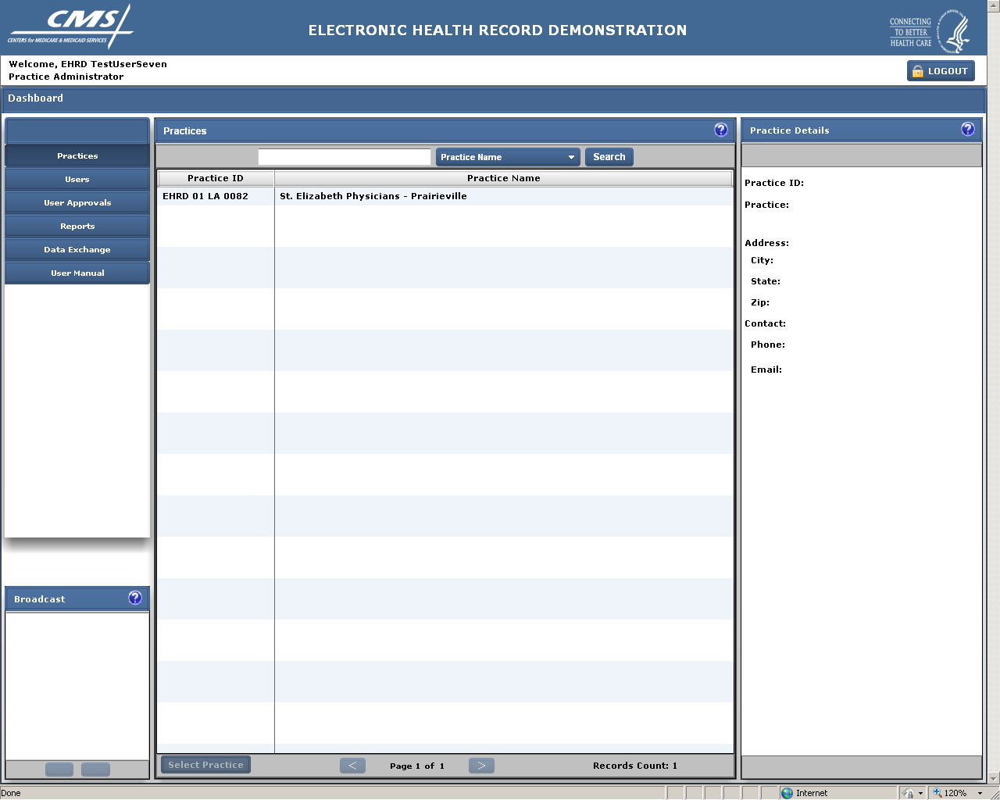 CMS
CENTERS for MEDICARE & MEDICAID SERVICES
ELECTRONIC HEALTH RECORD DEMONSTRATION
CONNECTING
TO BETTER
HEALTH CARE
Welcome, EHRD TestUserSeven
Practice Administrator
LOGOUT
Dashboard
Practices
Users
User Approvals
Reports
Data Exchange
User Manual
Broadcast ?
Practices ?
Practice Name
Search
Practice ID Practice Name
EHRD 01 LA 0082 St. Elizabeth Physicians - Prairieville
Select Practice < Page 1 of 1 > Records Count: 1
Practice Details ?
Practice ID:
Practice:
Address:
City:
State:
Zip:
Contact:
Phone:
Email:
Done Internet 120%